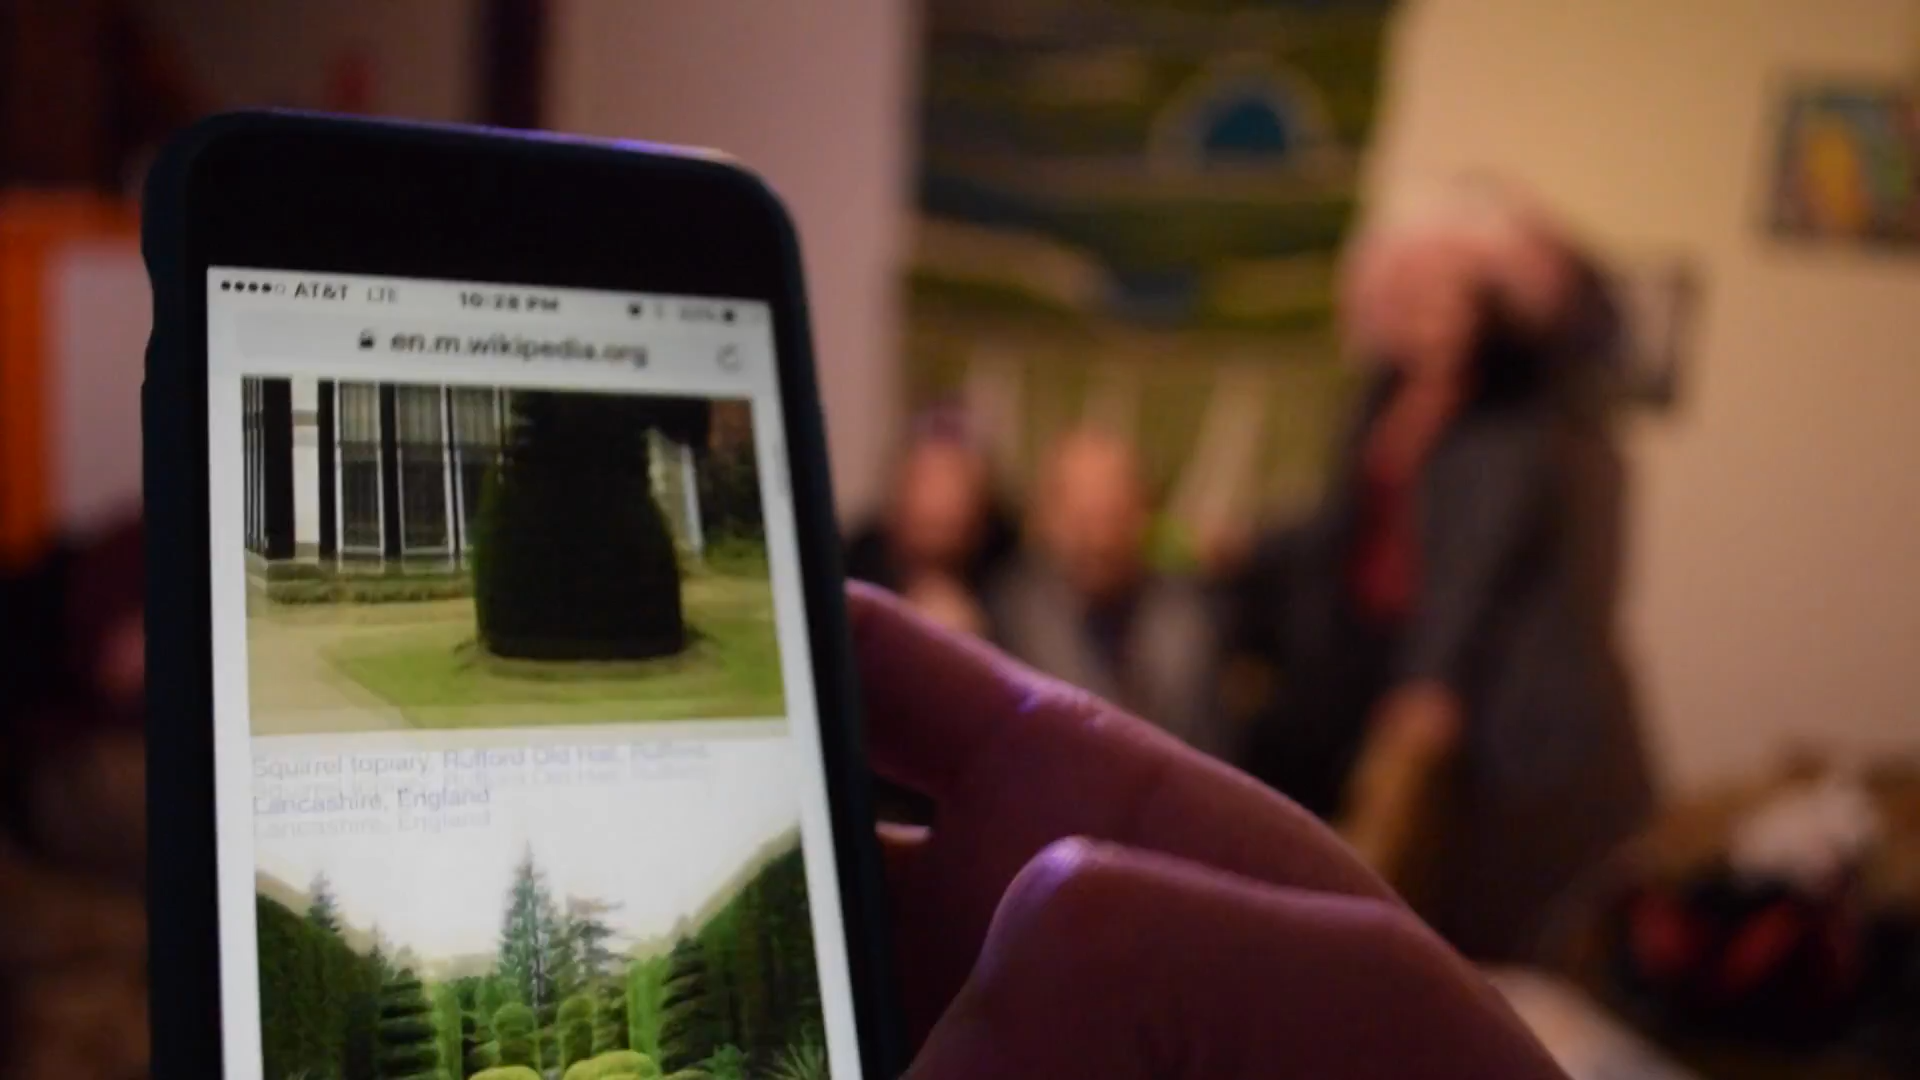 AT&T LTE 10:28 PM
en.m.wikipedia.org
Squirrel topiary, Rufford Old Hall, Rufford,
Lancashire, England